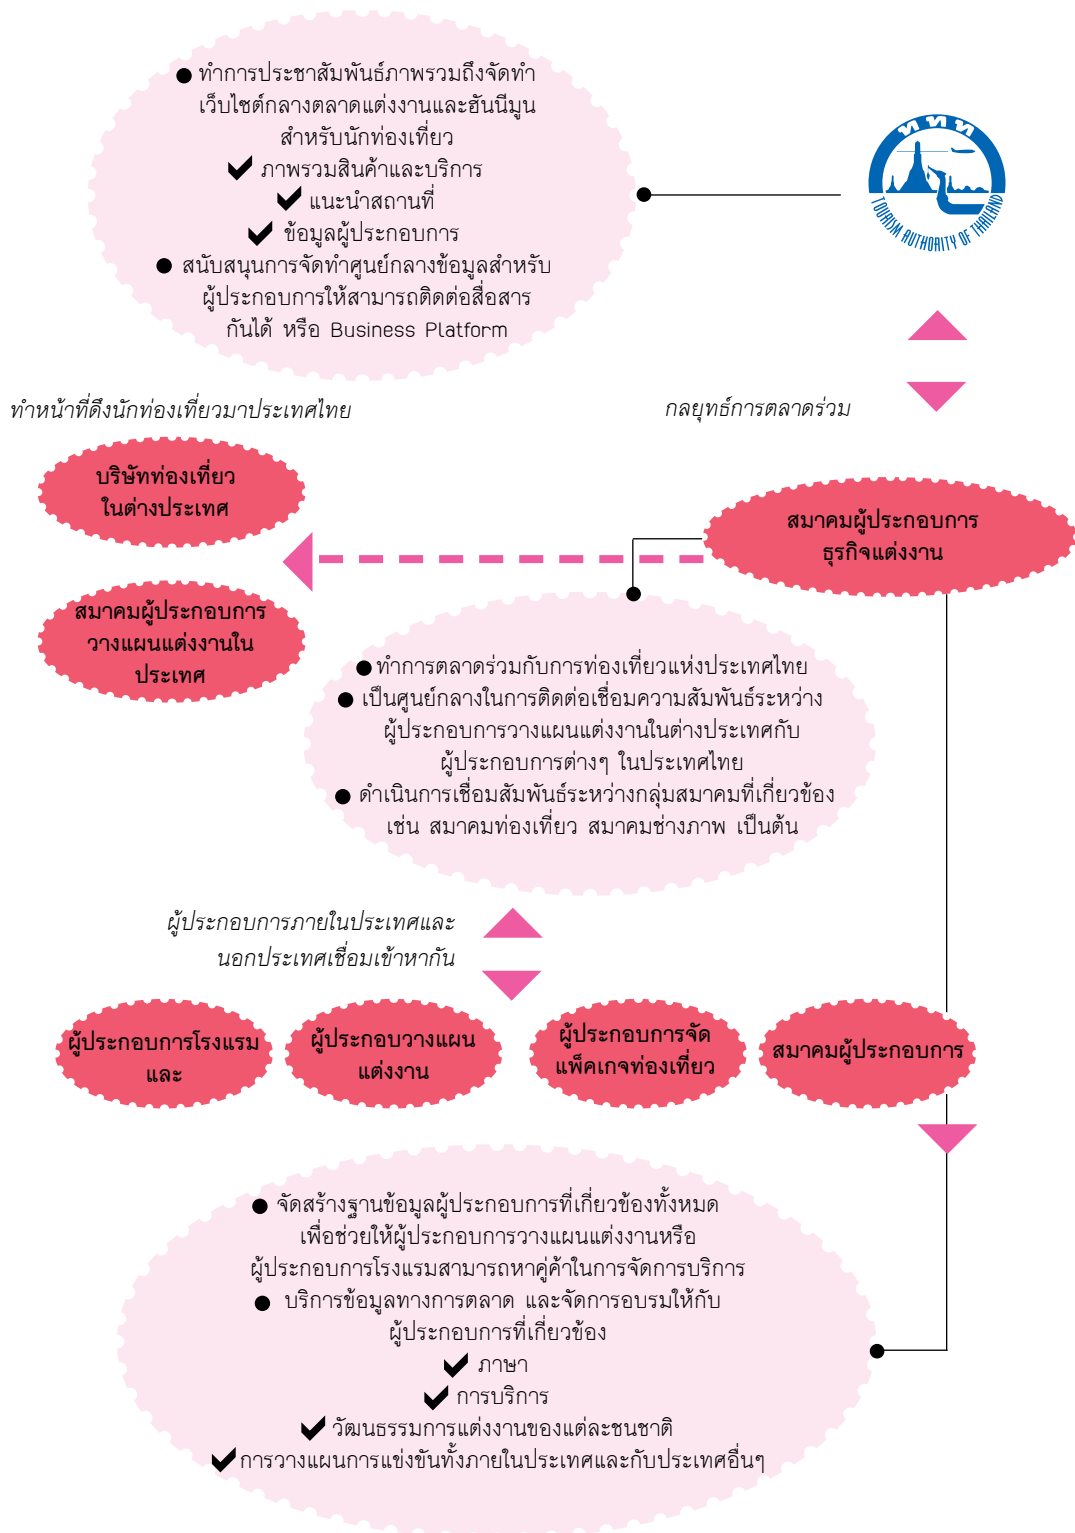 ทำการประชาสัมพันธ์ภาพรวมถึงจัดทำ
เว็บไซต์กลางตลาดแต่งงานและฮันนีมูน
สำหรับนักท่องเที่ยว
ภาพรวมสินค้าและบริการ
แนะนำสถานที่
ข้อมูลผู้ประกอบการ
สนับสนุนการจัดทำศูนย์กลางข้อมูลสำหรับ
ผู้ประกอบการให้สามารถติดต่อสื่อสาร
กันได้ หรือ Business Platform
ททท
TOURISM AUTHORITY OF THAILAND
ทำหน้าที่ดึงนักท่องเที่ยวมาประเทศไทย
กลยุทธ์การตลาดร่วม
บริษัทท่องเที่ยว
ในต่างประเทศ
สมาคมผู้ประกอบการ
ธุรกิจแต่งงาน
สมาคมผู้ประกอบการ
วางแผนแต่งงานใน
ประเทศ
ทำการตลาดร่วมกับการท่องเที่ยวแห่งประเทศไทย
เป็นศูนย์กลางในการติดต่อเชื่อมความสัมพันธ์ระหว่าง
ผู้ประกอบการวางแผนแต่งงานในต่างประเทศกับ
ผู้ประกอบการต่างๆ ในประเทศไทย
ดำเนินการเชื่อมสัมพันธ์ระหว่างกลุ่มสมาคมที่เกี่ยวข้อง
เช่น สมาคมท่องเที่ยว สมาคมช่างภาพ เป็นต้น
ผู้ประกอบการภายในประเทศและ
นอกประเทศเชื่อมเข้าหากัน
ผู้ประกอบการโรงแรม
และ
ผู้ประกอบวางแผน
แต่งงาน
ผู้ประกอบการจัด
แพ็คเกจท่องเที่ยว
สมาคมผู้ประกอบการ
จัดสร้างฐานข้อมูลผู้ประกอบการที่เกี่ยวข้องทั้งหมด
เพื่อช่วยให้ผู้ประกอบการวางแผนแต่งงานหรือ
ผู้ประกอบการโรงแรมสามารถหาคู่ค้าในการจัดการบริการ
บริการข้อมูลทางการตลาด และจัดการอบรมให้กับ
ผู้ประกอบการที่เกี่ยวข้อง
ภาษา
การบริการ
วัฒนธรรมการแต่งงานของแต่ละชนชาติ
การวางแผนการแข่งขันทั้งภายในประเทศและกับประเทศอื่นๆ